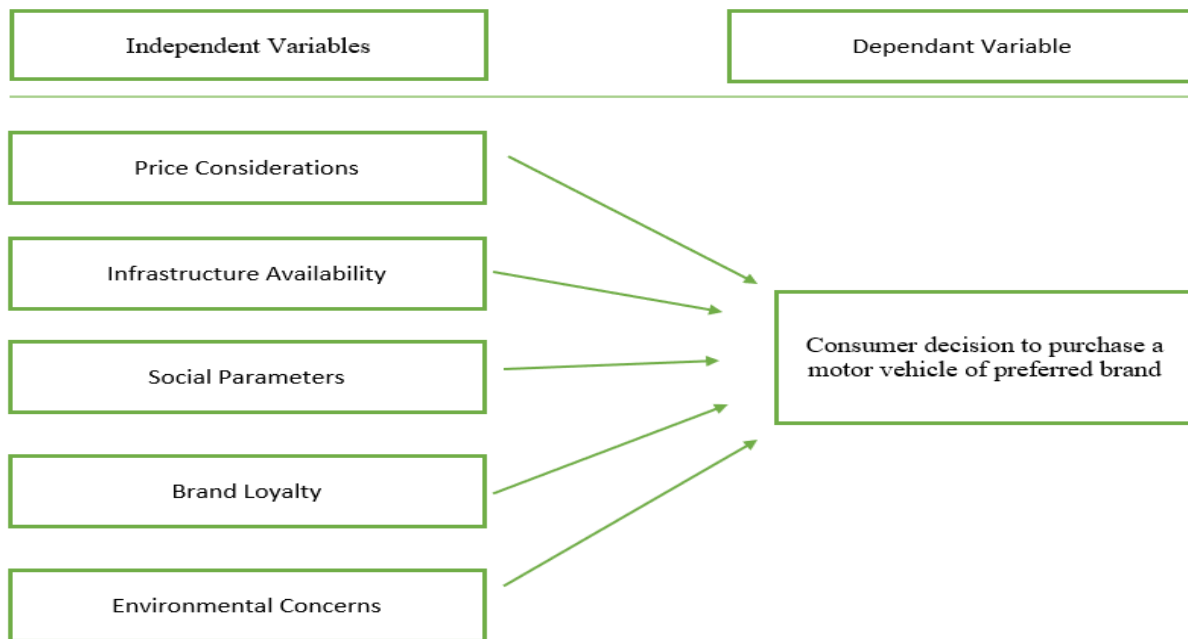 Independent Variables
Dependant Variable
Price Considerations
Infrastructure Availability
Social Parameters
Brand Loyalty
Environmental Concerns
Consumer decision to purchase a
motor vehicle of preferred brand